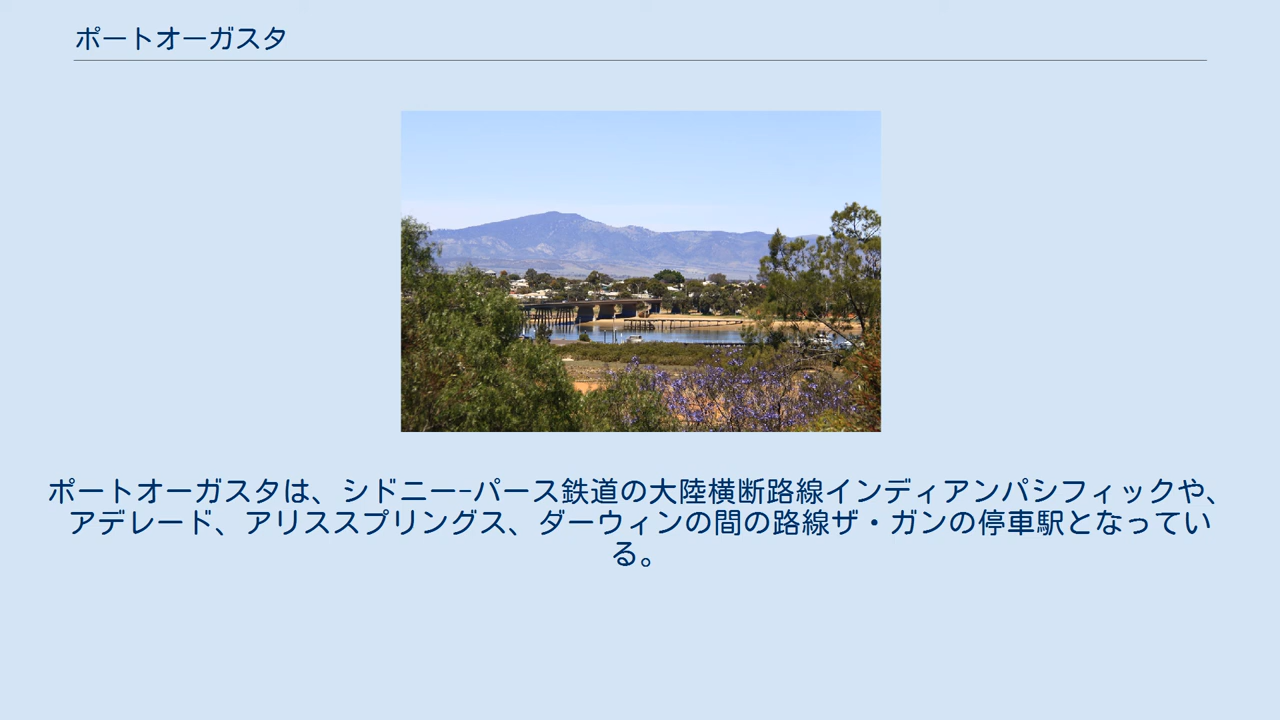 ポートオーガスタ
ポートオーガスタは、シドニー-パース鉄道の大陸横断路線インディアンパシフィックや、
アデレード、アリススプリングス、ダーウィンの間の路線ザ・ガンの停車駅となってい
る。